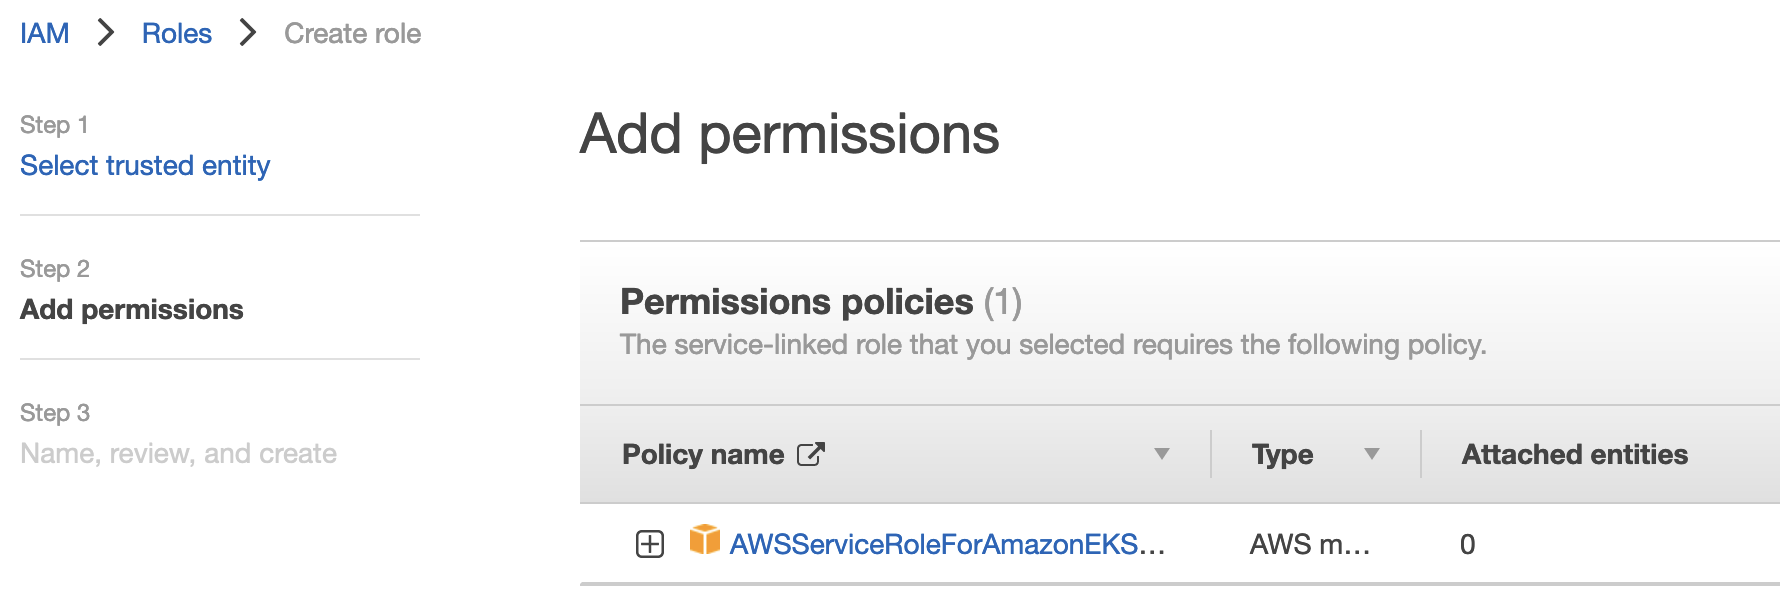 IAM > Roles > Create role
Step 1
Select trusted entity
Step 2
Add permissions
Step 3
Name, review, and create
Add permissions
Permissions policies (1)
The service-linked role that you selected requires the following policy.
Policy name Type Attached entities
AWSServiceRoleForAmazonEKS... AWS m... 0